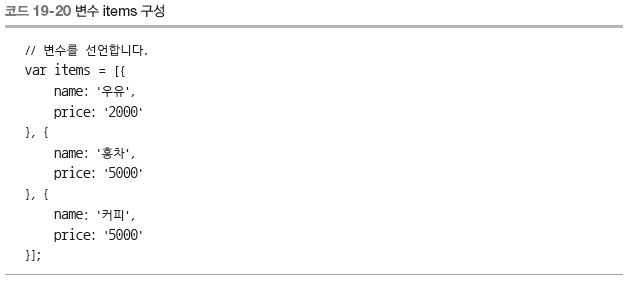 코드 19-20 변수 items 구성
// 변수를 선언합니다.
var items = [{
    name: '우유',
    price: '2000'
}, {
    name: '홍차',
    price: '5000'
}, {
    name: '커피',
    price: '5000'
}];